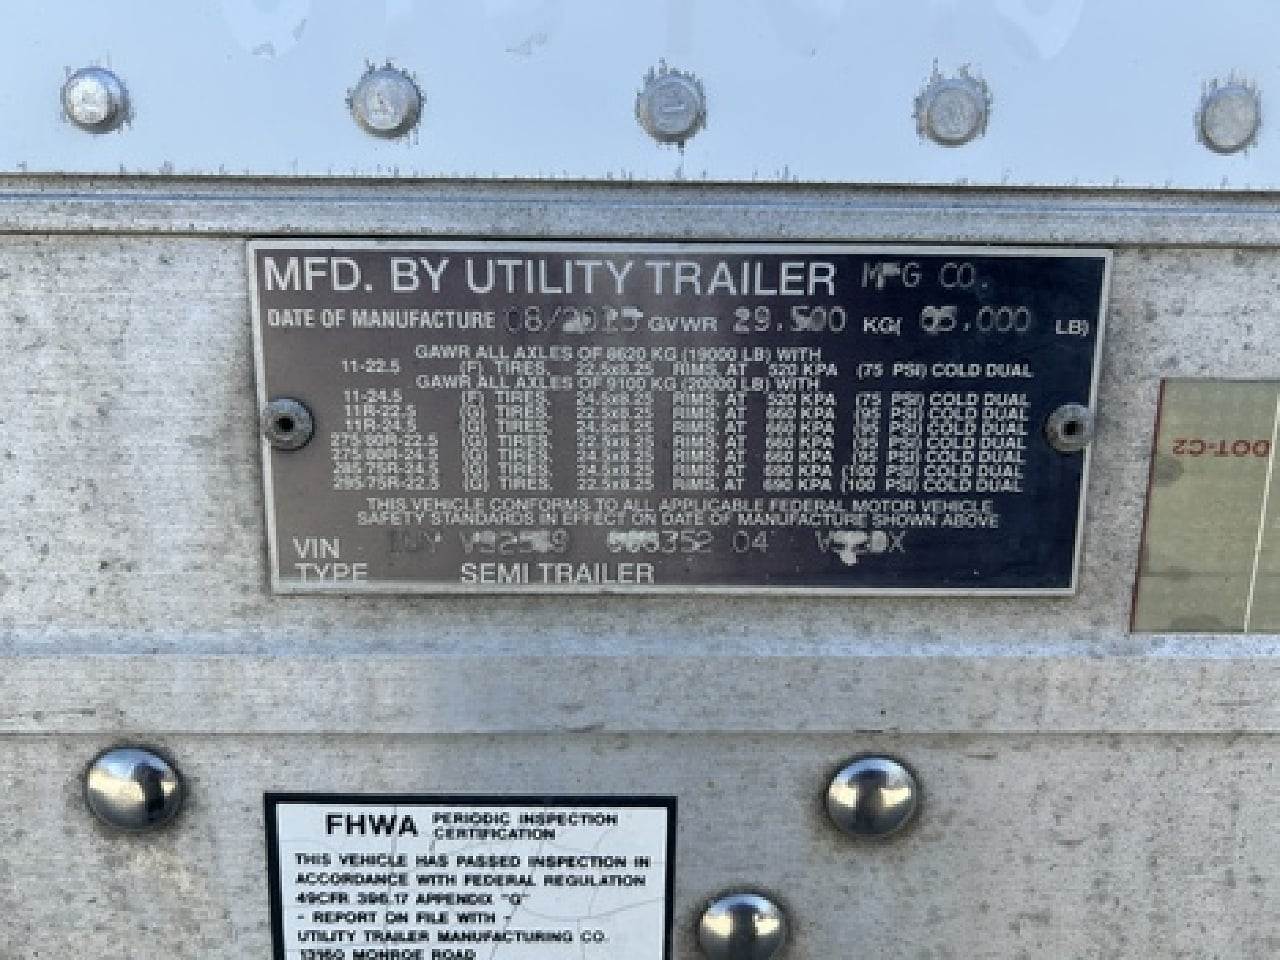 MFD. BY UTILITY TRAILER MFG CO.
DATE OF MANUFACTURE 08/2015 GVWR 29,500 KG( 65,000 LB)
GAWR ALL AXLES OF 8620 KG (19000 LB) WITH
11-22.5 (F) TIRES, 22.5x8.25 RIMS, AT 520 KPA (75 PSI) COLD DUAL
GAWR ALL AXLES OF 9100 KG (20000 LB) WITH
11-24.5 (F) TIRES, 24.5x8.25 RIMS, AT 520 KPA (75 PSI) COLD DUAL
11R-22.5 (G) TIRES, 22.5x8.25 RIMS, AT 660 KPA (95 PSI) COLD DUAL
11R-24.5 (G) TIRES, 24.5x8.25 RIMS, AT 660 KPA (95 PSI) COLD DUAL
275/80R-22.5 (G) TIRES, 22.5x8.25 RIMS, AT 660 KPA (95 PSI) COLD DUAL
275/80R-24.5 (G) TIRES, 24.5x8.25 RIMS, AT 660 KPA (95 PSI) COLD DUAL
285/75R-24.5 (G) TIRES, 24.5x8.25 RIMS, AT 690 KPA (100 PSI) COLD DUAL
295/75R-22.5 (G) TIRES, 22.5x8.25 RIMS, AT 690 KPA (100 PSI) COLD DUAL
THIS VEHICLE CONFORMS TO ALL APPLICABLE FEDERAL MOTOR VEHICLE
SAFETY STANDARDS IN EFFECT ON DATE OF MANUFACTURE SHOWN ABOVE
VIN 04
TYPE SEMI TRAILER
DOT-C2
FHWA PERIODIC INSPECTION
CERTIFICATION
THIS VEHICLE HAS PASSED INSPECTION IN
ACCORDANCE WITH FEDERAL REGULATION
49CFR 396.17 APPENDIX "G"
- REPORT ON FILE WITH -
UTILITY TRAILER MANUFACTURING CO.
13160 MONROE ROAD